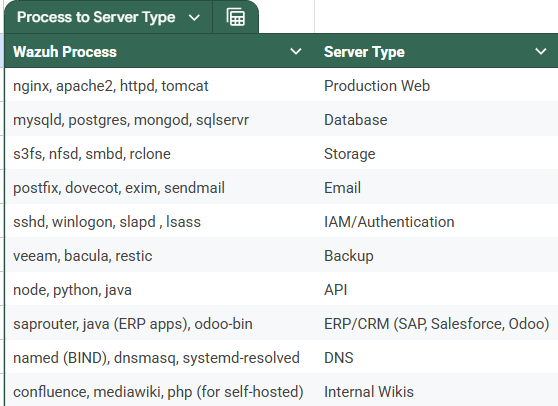 Process to Server Type
Wazuh Process Server Type
nginx, apache2, httpd, tomcat Production Web
mysqld, postgres, mongod, sqlservr Database
s3fs, nfsd, smbd, rclone Storage
postfix, dovecot, exim, sendmail Email
sshd, winlogon, slapd , lsass IAM/Authentication
veeam, bacula, restic Backup
node, python, java API
saprouter, java (ERP apps), odoo-bin ERP/CRM (SAP, Salesforce, Odoo)
named (BIND), dnsmasq, systemd-resolved DNS
confluence, mediawiki, php (for self-hosted) Internal Wikis